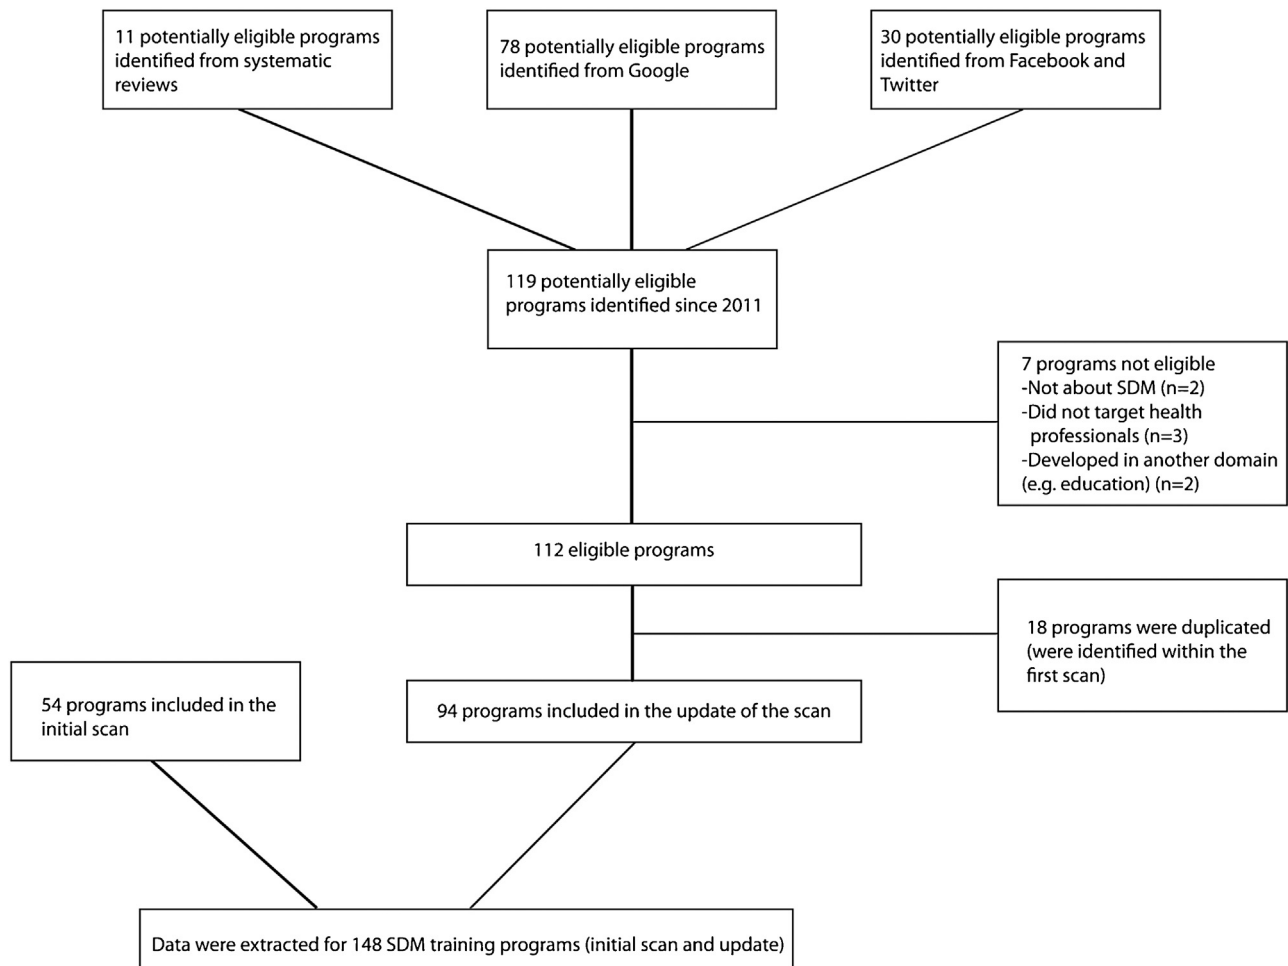 11 potentially eligible programs
identified from systematic
reviews
78 potentially eligible programs
identified from Google
30 potentially eligible programs
identified from Facebook and
Twitter
119 potentially eligible
programs identified since 2011
7 programs not eligible
-Not about SDM (n=2)
-Did not target health
professionals (n=3)
-Developed in another domain
(e.g. education) (n=2)
112 eligible programs
18 programs were duplicated
(were identified within the
first scan)
54 programs included in the
initial scan
94 programs included in the update of the scan
Data were extracted for 148 SDM training programs (initial scan and update)